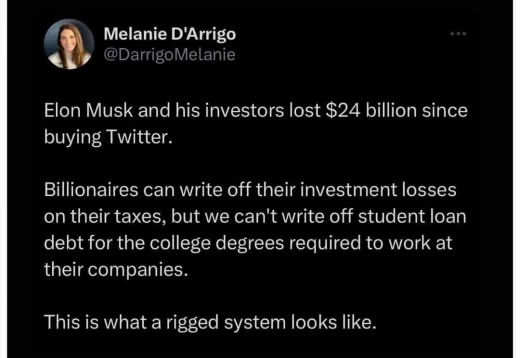 Melanie D'Arrigo
@DarrigoMelanie
Elon Musk and his investors lost $24 billion since
buying Twitter.
Billionaires can write off their investment losses
on their taxes, but we can't write off student loan
debt for the college degrees required to work at
their companies.
This is what a rigged system looks like.